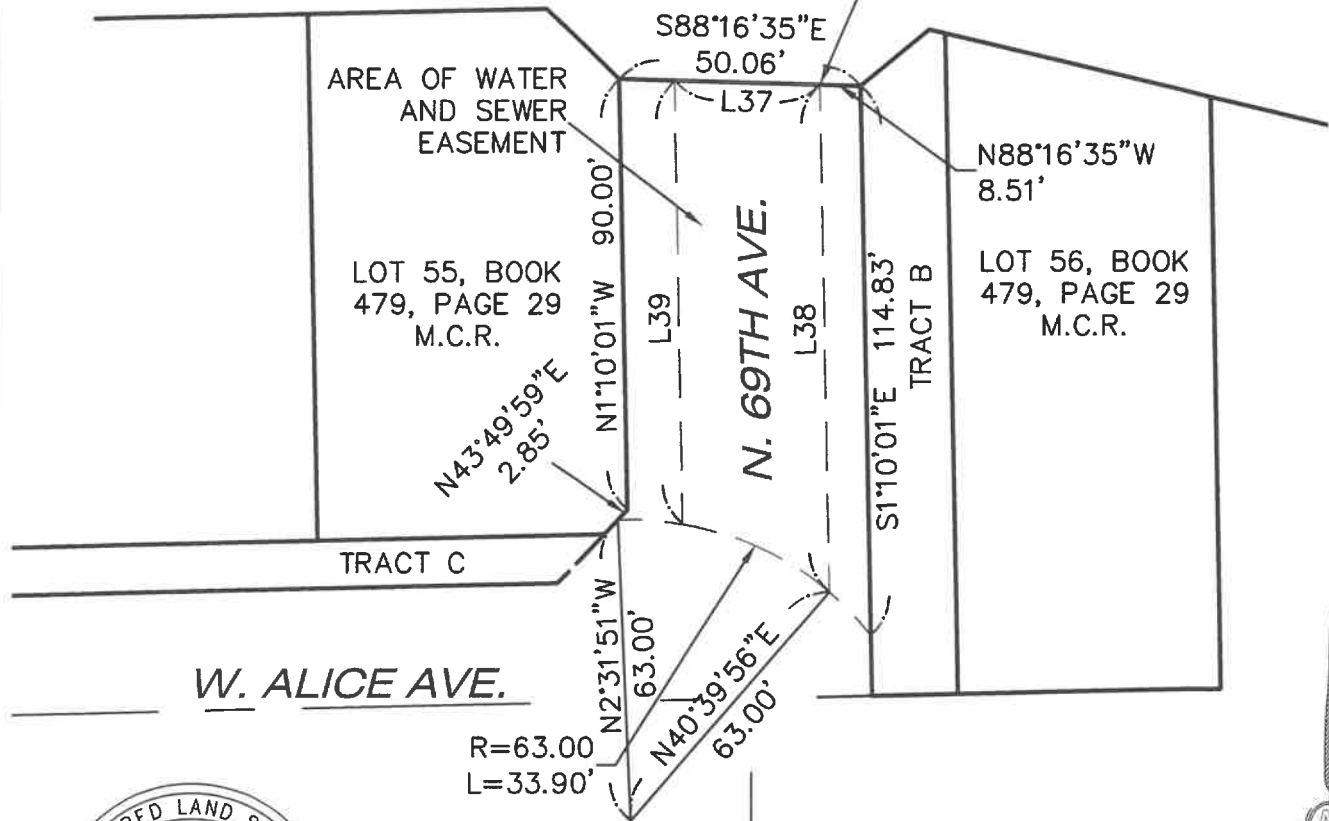 S88°16'35"E
50.06'
AREA OF WATER
AND SEWER
EASEMENT
L37
N88°16'35"W
8.51'
N1°10'01"W 90.00'
LOT 55, BOOK
479, PAGE 29
M.C.R.
L39
N. 69TH AVE.
L38
S1°10'01"E 114.83'
TRACT B
LOT 56, BOOK
479, PAGE 29
M.C.R.
N43°49'59"E
2.85'
TRACT C
W. ALICE AVE.
N2°31'51"W
63.00'
N40°39'56"E
63.00'
R=63.00
L=33.90'
LAND